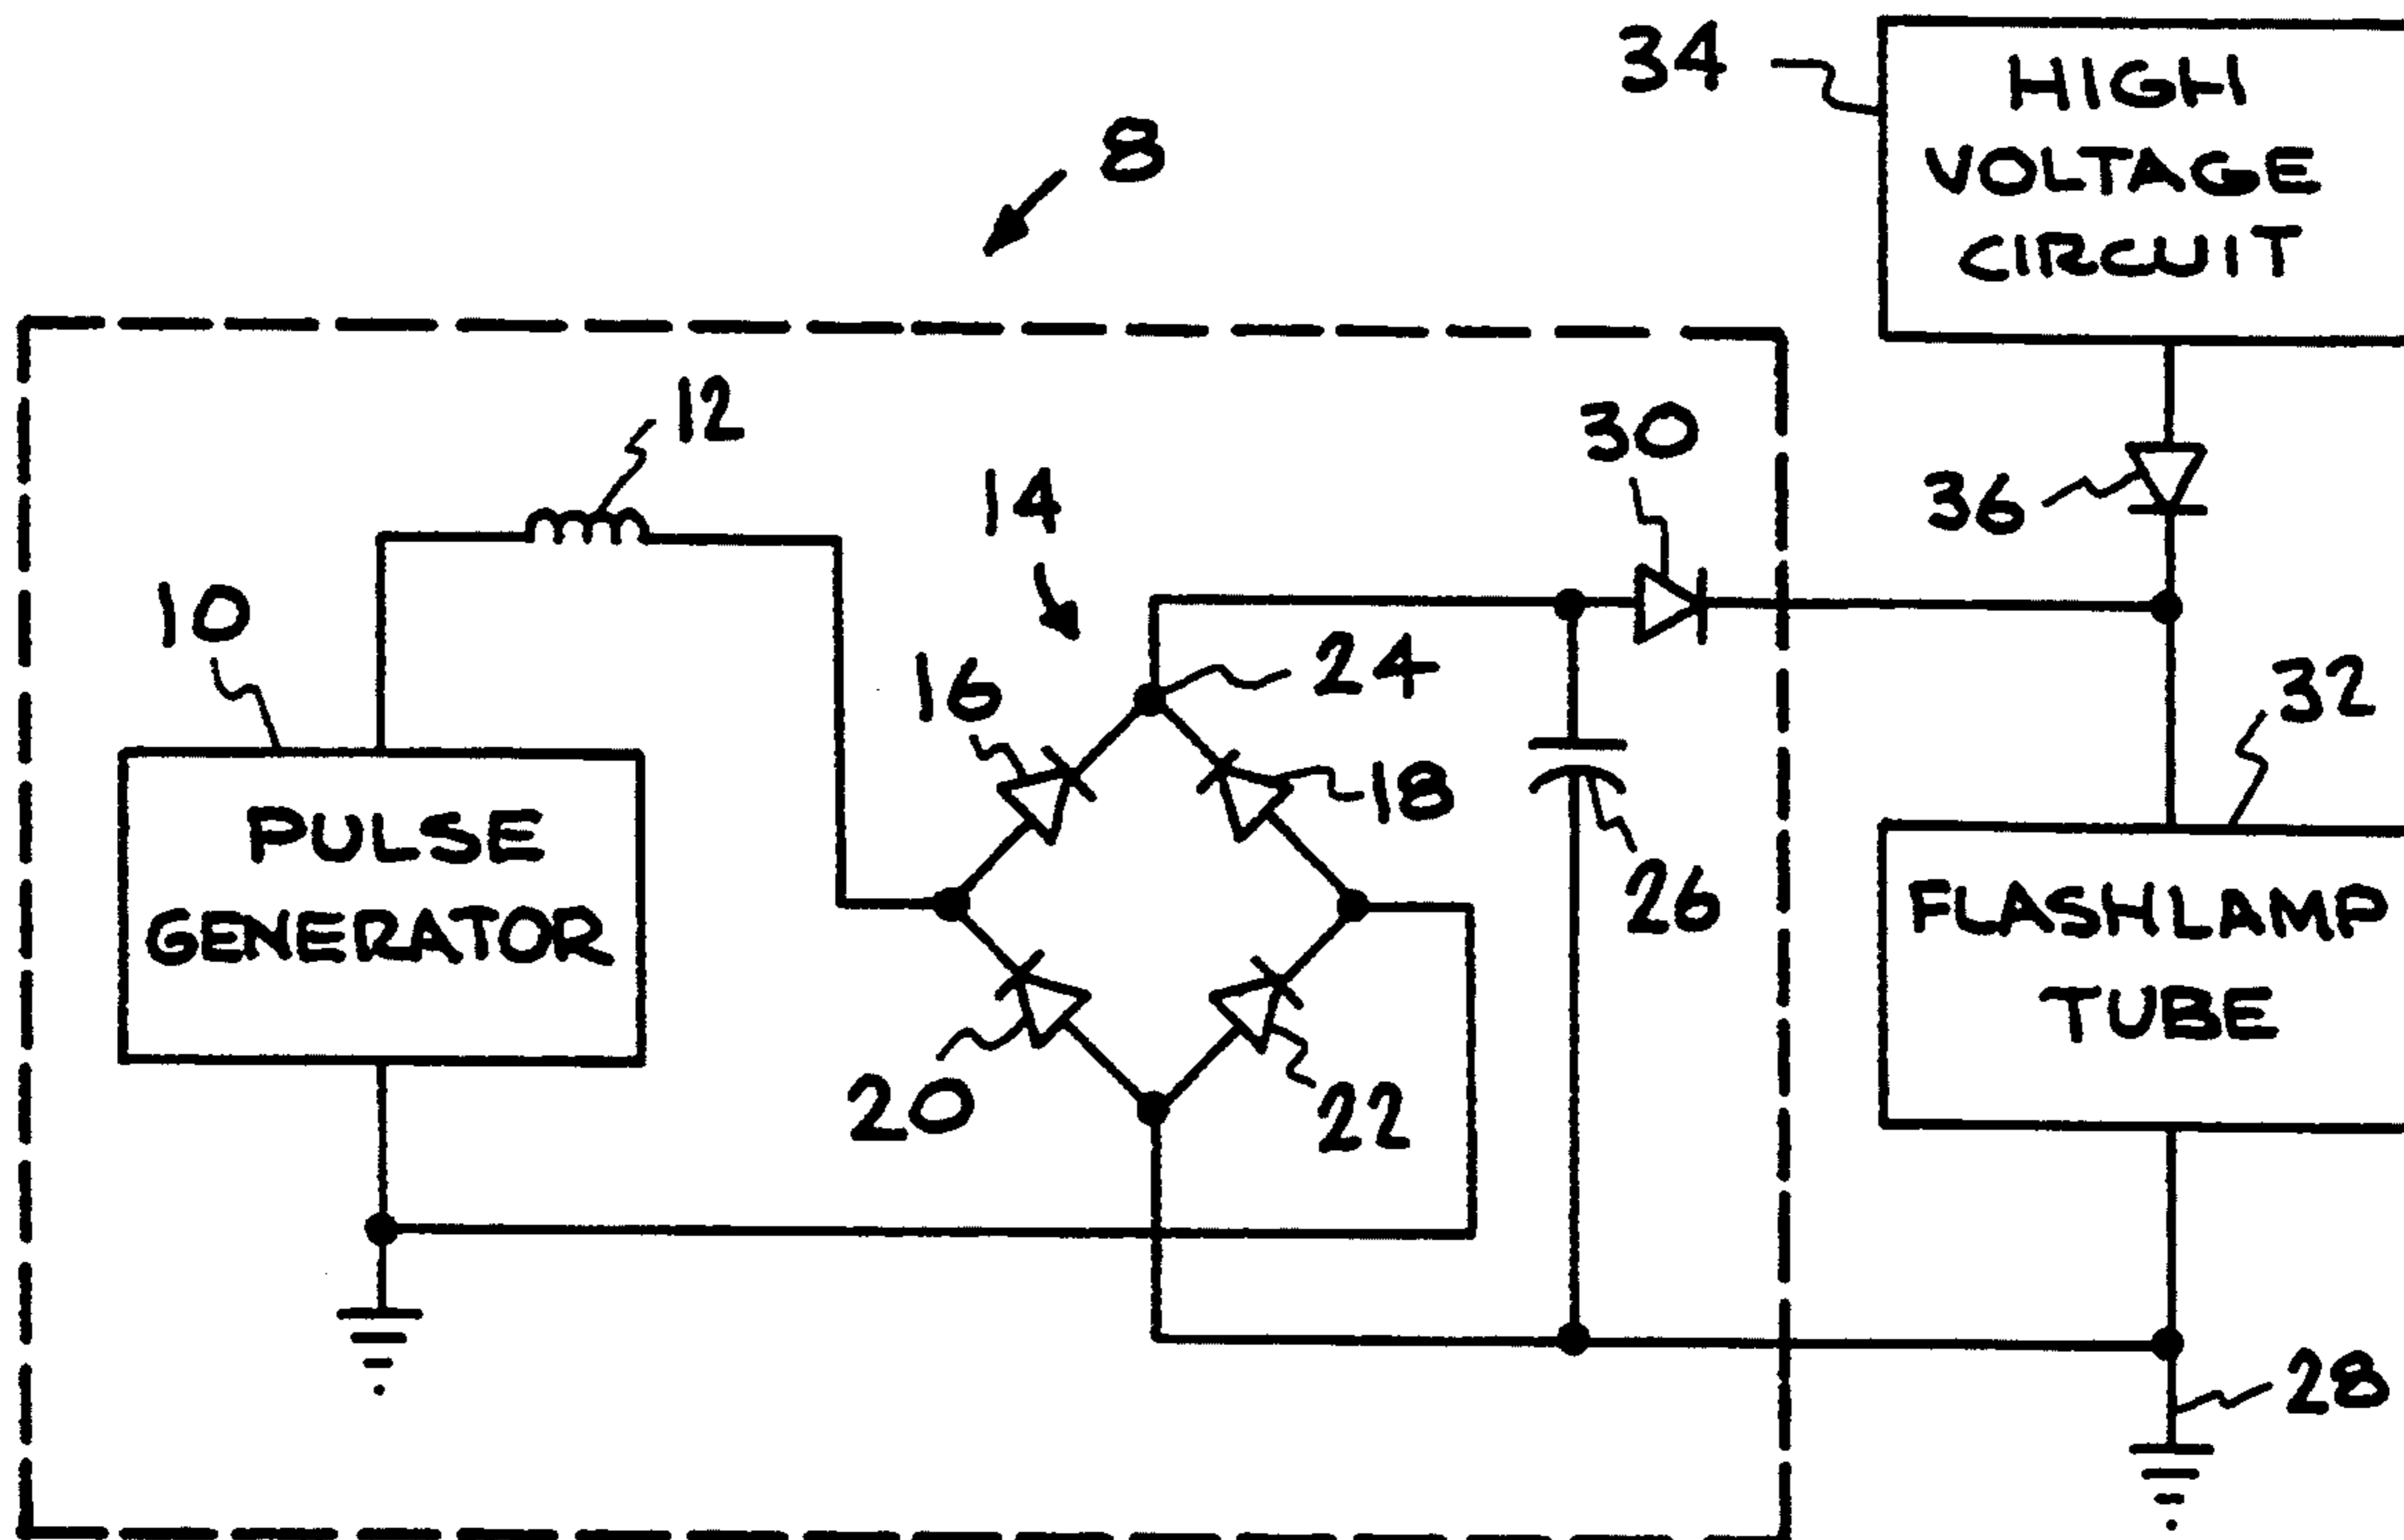 34
HIGH
VOLTAGE
CIRCUIT
8
12
30
14
36
10
24
16
32
18
PULSE
GENERATOR
26
FLASHLAMP
TUBE
20
22
28